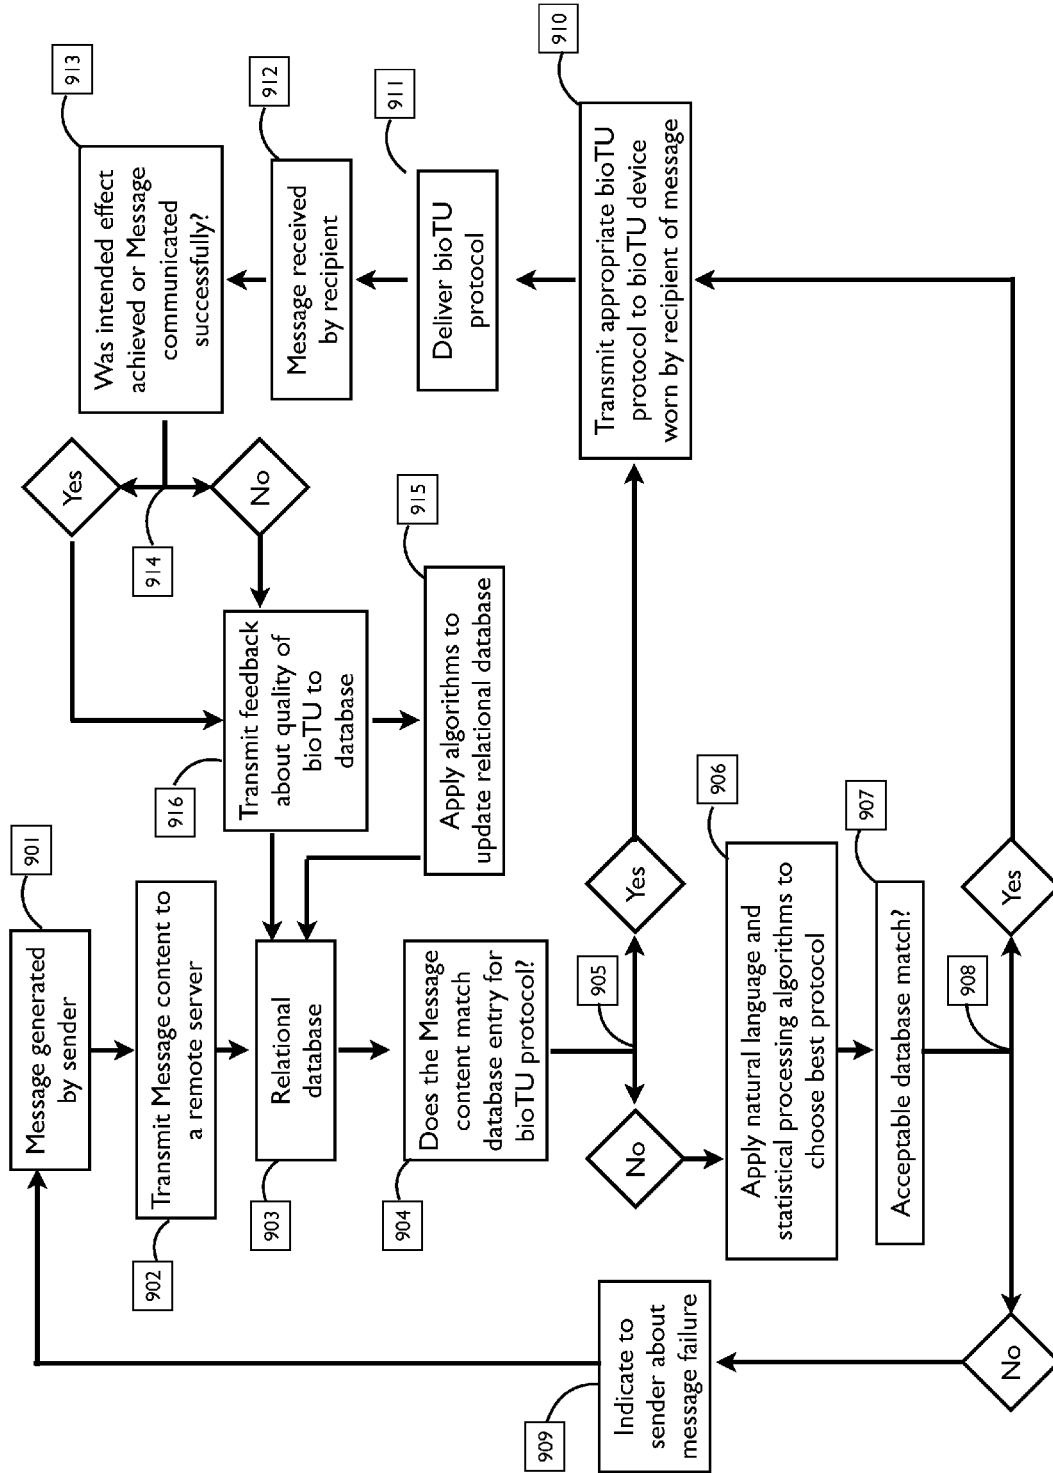 901
Message generated
by sender
902
Transmit Message content to
a remote server
903
Relational
database
904
Does the Message
content match
database entry for
bioTU protocol?
905
No
Yes
906
Apply natural language and
statistical processing algorithms to
choose best protocol
907
Acceptable database match?
908
No
Yes
909
Indicate to
sender about
message failure
910
Transmit appropriate bioTU
protocol to bioTU device
worn by recipient of message
911
Deliver bioTU
protocol
912
Message received
by recipient
913
Was intended effect
achieved or Message
communicated
successfully?
914
Yes
No
916
Transmit feedback
about quality of
bioTU to
database
915
Apply algorithms to
update relational database